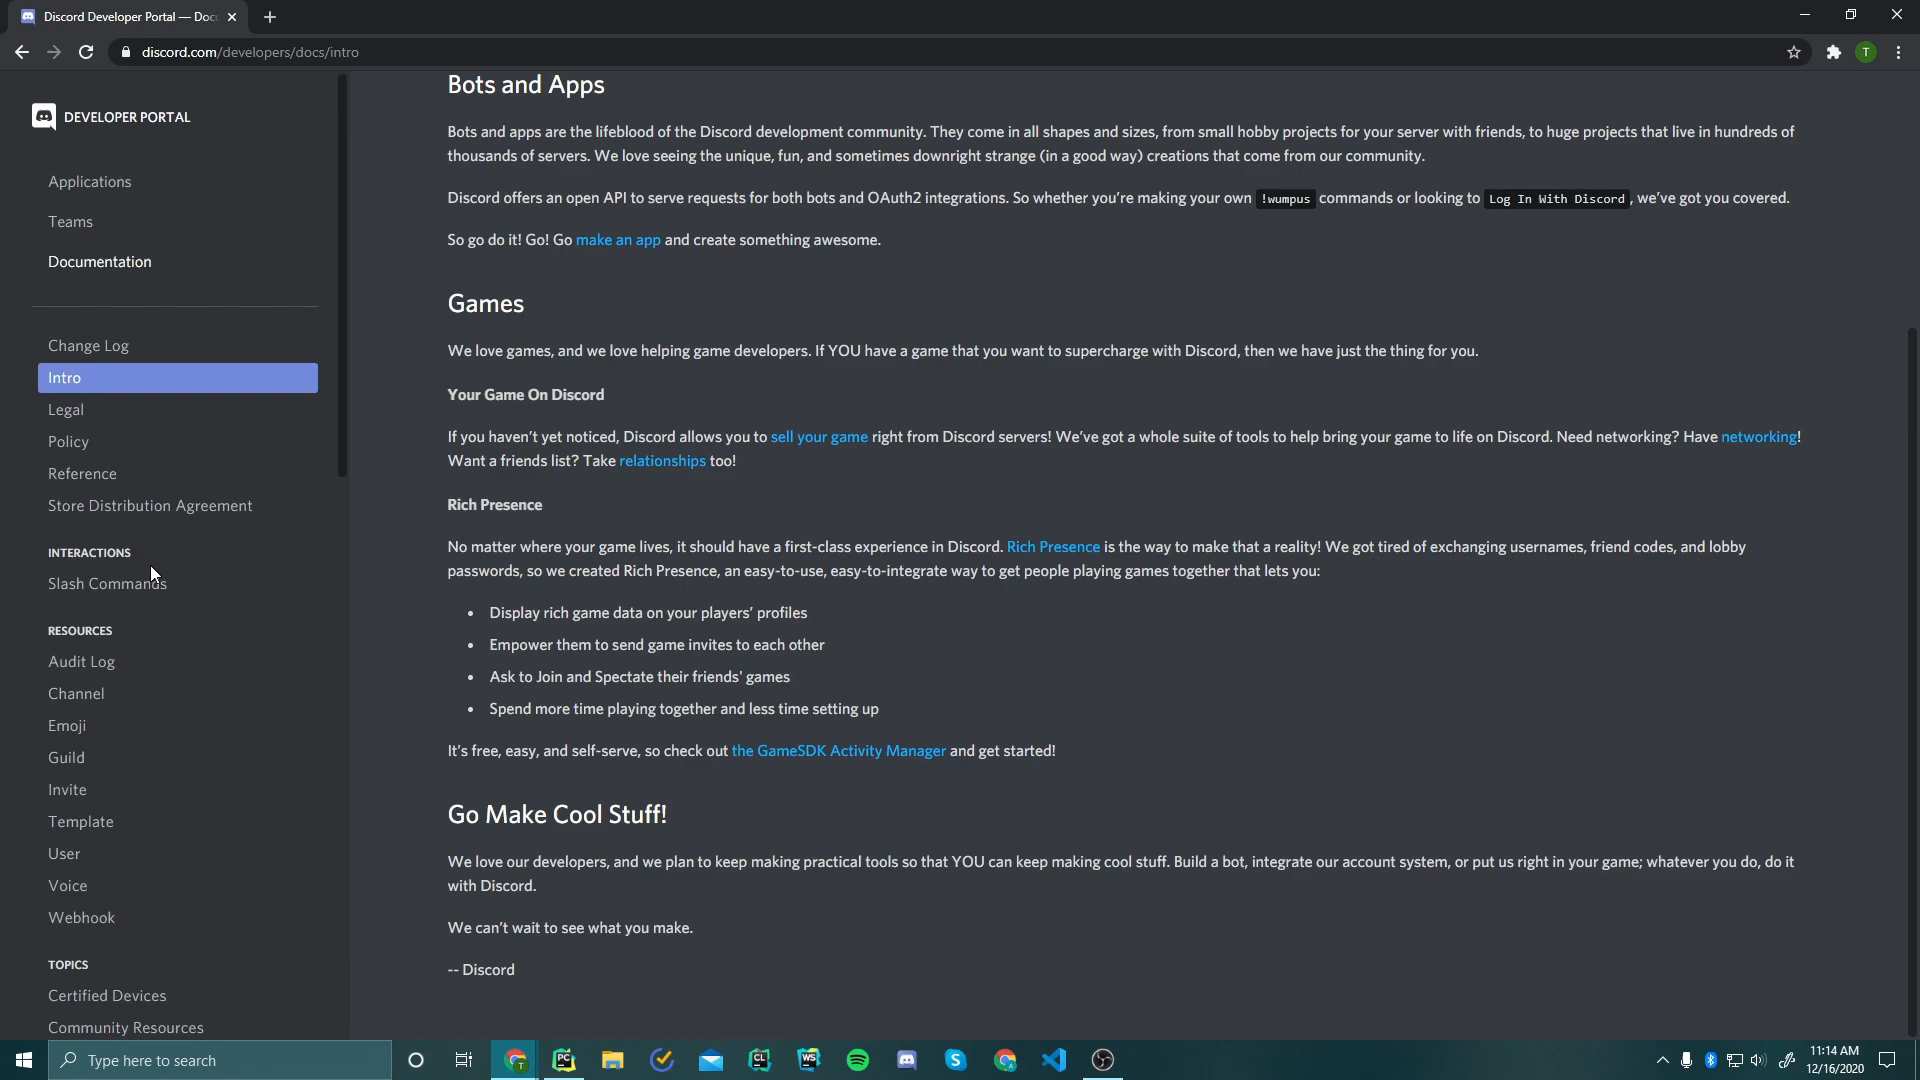 Discord Developer Portal — Doc
discord.com/developers/docs/intro
T
DEVELOPER PORTAL
Applications
Teams
Documentation
Change Log
Intro
Legal
Policy
Reference
Store Distribution Agreement
INTERACTIONS
Slash Commands
RESOURCES
Audit Log
Channel
Emoji
Guild
Invite
Template
User
Voice
Webhook
TOPICS
Certified Devices
Community Resources
Bots and Apps
Bots and apps are the lifeblood of the Discord development community. They come in all shapes and sizes, from small hobby projects for your server with friends, to huge projects that live in hundreds of
thousands of servers. We love seeing the unique, fun, and sometimes downright strange (in a good way) creations that come from our community.
Discord offers an open API to serve requests for both bots and OAuth2 integrations. So whether you're making your own !wumpus commands or looking to Log In With Discord, we've got you covered.
So go do it! Go! Go make an app and create something awesome.
Games
We love games, and we love helping game developers. If YOU have a game that you want to supercharge with Discord, then we have just the thing for you.
Your Game On Discord
If you haven't yet noticed, Discord allows you to sell your game right from Discord servers! We've got a whole suite of tools to help bring your game to life on Discord. Need networking? Have networking!
Want a friends list? Take relationships too!
Rich Presence
No matter where your game lives, it should have a first-class experience in Discord. Rich Presence is the way to make that a reality! We got tired of exchanging usernames, friend codes, and lobby
passwords, so we created Rich Presence, an easy-to-use, easy-to-integrate way to get people playing games together that lets you:
• Display rich game data on your players' profiles
• Empower them to send game invites to each other
• Ask to Join and Spectate their friends' games
• Spend more time playing together and less time setting up
It's free, easy, and self-serve, so check out the GameSDK Activity Manager and get started!
Go Make Cool Stuff!
We love our developers, and we plan to keep making practical tools so that YOU can keep making cool stuff. Build a bot, integrate our account system, or put us right in your game; whatever you do, do it
with Discord.
We can't wait to see what you make.
-- Discord
Type here to search
PC
CL
WS
11:14 AM
12/16/2020